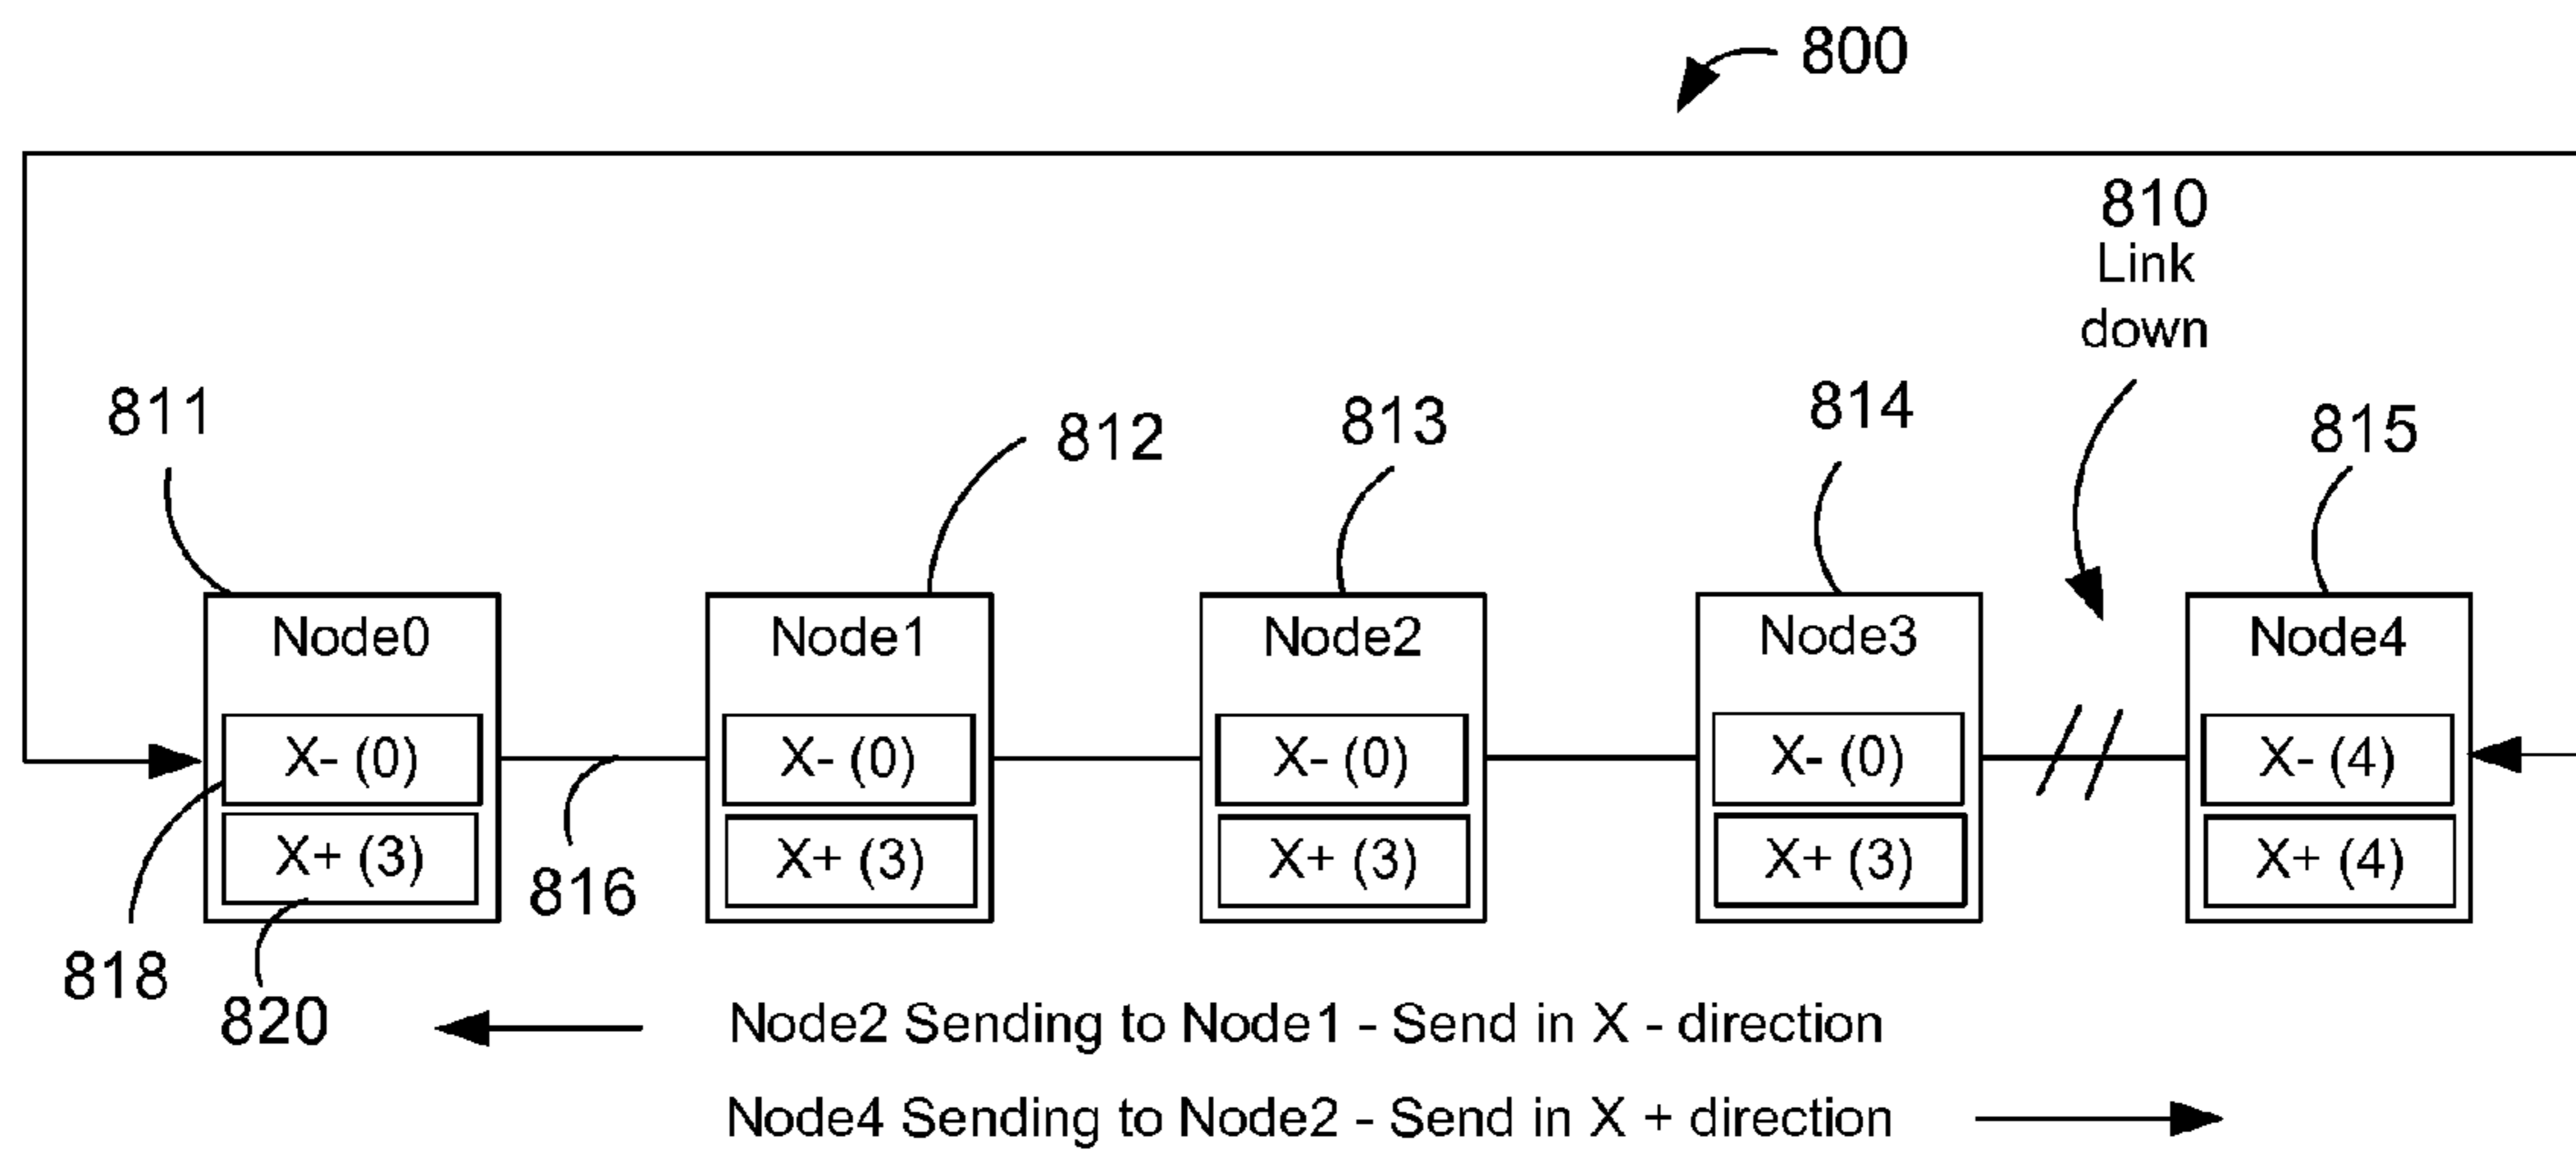 800
810
Link
down
811
812
813
814
815
Node0
Node1
Node2
Node3
Node4
X- (0)
X- (0)
X- (0)
X- (0)
X- (4)
X+ (3)
X+ (3)
X+ (3)
X+ (3)
X+ (4)
816
818
820
Node2 Sending to Node1 - Send in X - direction
Node4 Sending to Node2 - Send in X + direction